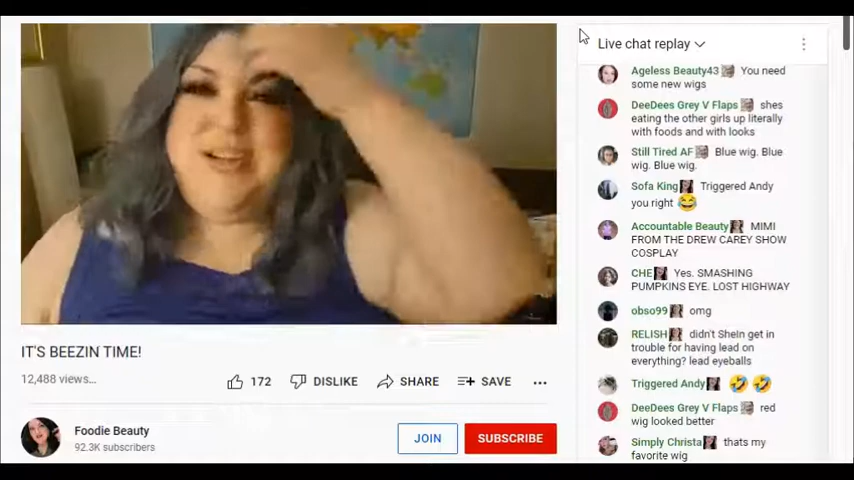 IT'S BEEZIN TIME!
12,488 views...
172
DISLIKE
SHARE
SAVE
Foodie Beauty
92.3K subscribers
JOIN
SUBSCRIBE
Live chat replay
Ageless Beauty43 You need
some new wigs
DeeDees Grey V Flaps shes
eating the other girls up literally
with foods and with looks
Still Tired AF Blue wig. Blue
wig. Blue wig.
Sofa King Triggered Andy
you right 😂
Accountable Beauty MIMI
FROM THE DREW CAREY SHOW
COSPLAY
CHE Yes. SMASHING
PUMPKINS EYE. LOST HIGHWAY
obso99 omg
RELISH didn't SheIn get in
trouble for having lead on
everything? lead eyeballs
Triggered Andy 🤣 🤣
DeeDees Grey V Flaps red
wig looked better
Simply Christa thats my
favorite wig